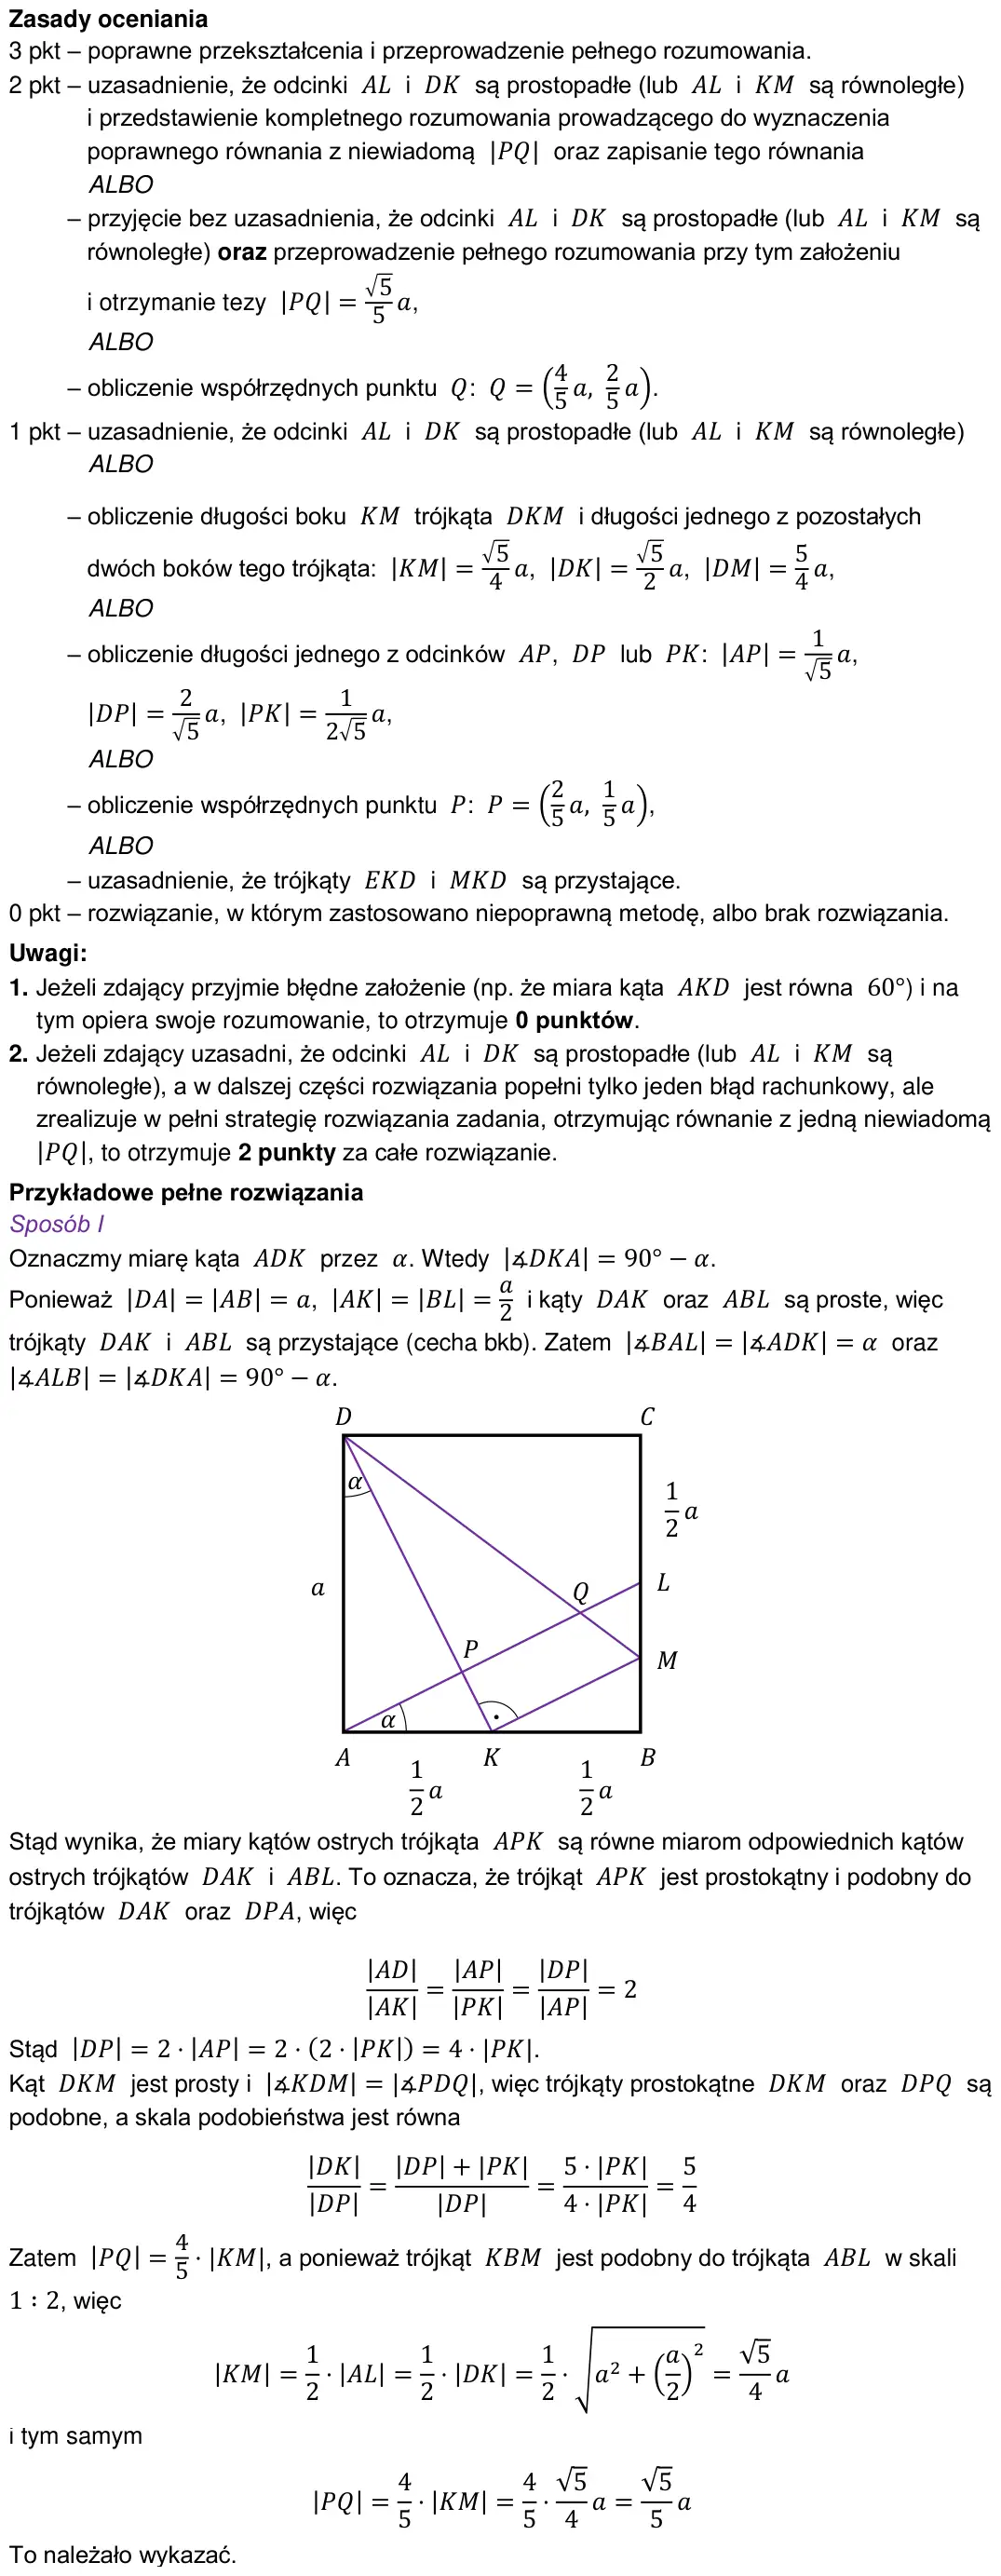 Zasady oceniania
3 pkt – poprawne przekształcenia i przeprowadzenie pełnego rozumowania.
2 pkt – uzasadnienie, że odcinki AL i DK są prostopadłe (lub AL i KM są równoległe)
i przedstawienie kompletnego rozumowania prowadzącego do wyznaczenia
poprawnego równania z niewiadomą |PQ| oraz zapisanie tego równania
ALBO
– przyjęcie bez uzasadnienia, że odcinki AL i DK są prostopadłe (lub AL i KM są
równoległe) oraz przeprowadzenie pełnego rozumowania przy tym założeniu
i otrzymanie tezy |PQ| = √5/5 a,
ALBO
– obliczenie współrzędnych punktu Q: Q = (4/5 a, 2/5 a).
1 pkt – uzasadnienie, że odcinki AL i DK są prostopadłe (lub AL i KM są równoległe)
ALBO
– obliczenie długości boku KM trójkąta DKM i długości jednego z pozostałych
dwóch boków tego trójkąta: |KM| = √5/4 a, |DK| = √5/2 a, |DM| = 5/4 a,
ALBO
– obliczenie długości jednego z odcinków AP, DP lub PK: |AP| = 1/√5 a,
|DP| = 2/√5 a, |PK| = 1/(2√5) a,
ALBO
– obliczenie współrzędnych punktu P: P = (2/5 a, 1/5 a),
ALBO
– uzasadnienie, że trójkąty EKD i MKD są przystające.
0 pkt – rozwiązanie, w którym zastosowano niepoprawną metodę, albo brak rozwiązania.
Uwagi:
1. Jeżeli zdający przyjmie błędne założenie (np. że miara kąta AKD jest równa 60°) i na
tym opiera swoje rozumowanie, to otrzymuje 0 punktów.
2. Jeżeli zdający uzasadni, że odcinki AL i DK są prostopadłe (lub AL i KM są
równoległe), a w dalszej części rozwiązania popełni tylko jeden błąd rachunkowy, ale
zrealizuje w pełni strategię rozwiązania zadania, otrzymując równanie z jedną niewiadomą
|PQ|, to otrzymuje 2 punkty za całe rozwiązanie.
Przykładowe pełne rozwiązania
Sposób I
Oznaczmy miarę kąta ADK przez α. Wtedy |∡DKA| = 90° − α.
Ponieważ |DA| = |AB| = a, |AK| = |BL| = a/2 i kąty DAK oraz ABL są proste, więc
trójkąty DAK i ABL są przystające (cecha bkb). Zatem |∡BAL| = |∡ADK| = α oraz
|∡ALB| = |∡DKA| = 90° − α.
D C
α
1/2 a
a
Q L
P M
α
A K B
1/2 a 1/2 a
Stąd wynika, że miary kątów ostrych trójkąta APK są równe miarom odpowiednich kątów
ostrych trójkątów DAK i ABL. To oznacza, że trójkąt APK jest prostokątny i podobny do
trójkątów DAK oraz DPA, więc
|AD|/|AK| = |AP|/|PK| = |DP|/|AP| = 2
Stąd |DP| = 2 · |AP| = 2 · (2 · |PK|) = 4 · |PK|.
Kąt DKM jest prosty i |∡KDM| = |∡PDQ|, więc trójkąty prostokątne DKM oraz DPQ są
podobne, a skala podobieństwa jest równa
|DK|/|DP| = (|DP| + |PK|)/|DP| = (5 · |PK|)/(4 · |PK|) = 5/4
Zatem |PQ| = 4/5 · |KM|, a ponieważ trójkąt KBM jest podobny do trójkąta ABL w skali
1 : 2, więc
|KM| = 1/2 · |AL| = 1/2 · |DK| = 1/2 · √(a² + (a/2)²) = √5/4 a
i tym samym
|PQ| = 4/5 · |KM| = 4/5 · √5/4 a = √5/5 a
To należało wykazać.